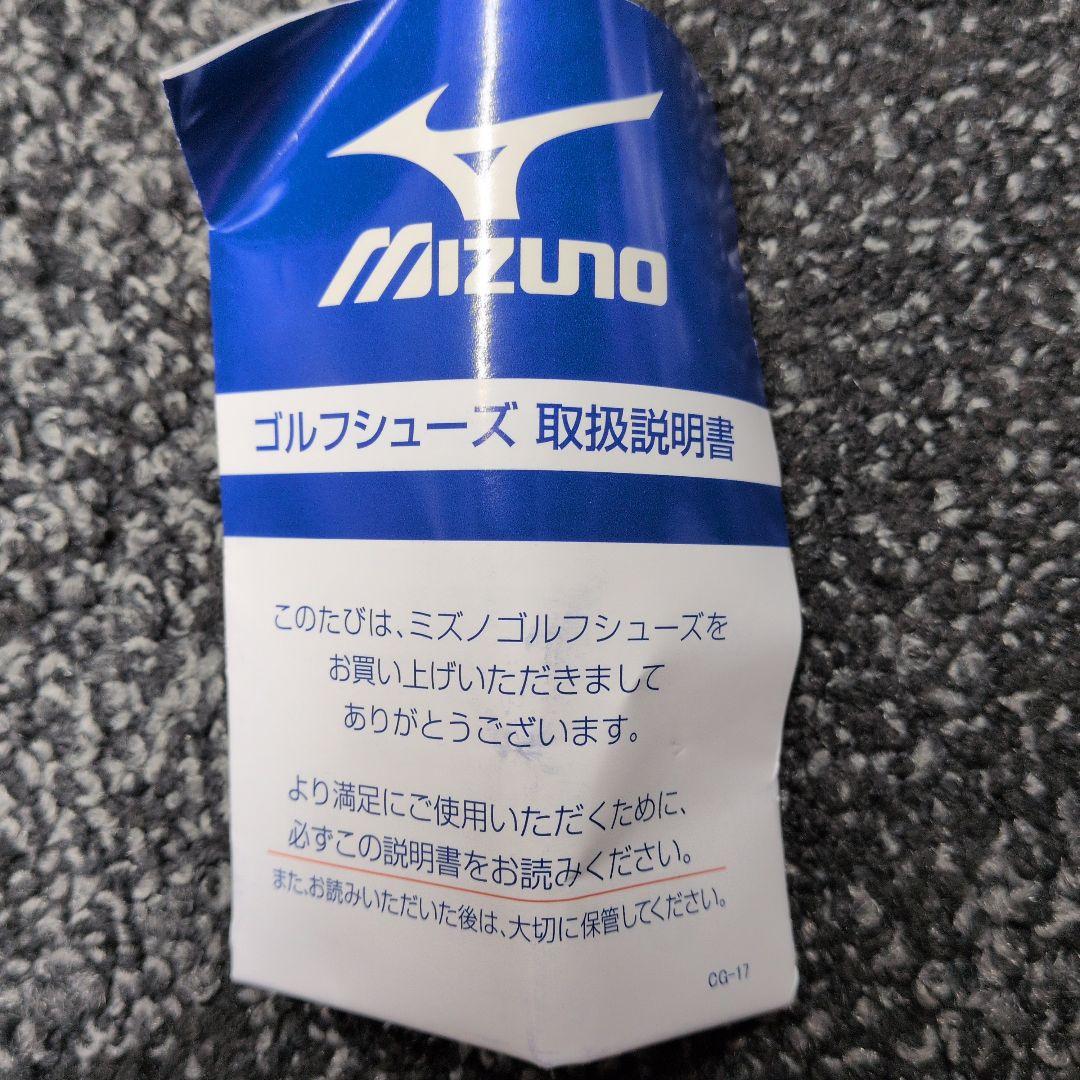 MIZUNO
ゴルフシューズ 取扱説明書
このたびは、ミズノゴルフシューズを
お買い上げいただきまして
ありがとうございます。
より満足にご使用いただくために、
必ずこの説明書をお読みください。
また、お読みいただいた後は、大切に保管してください。
CG-17